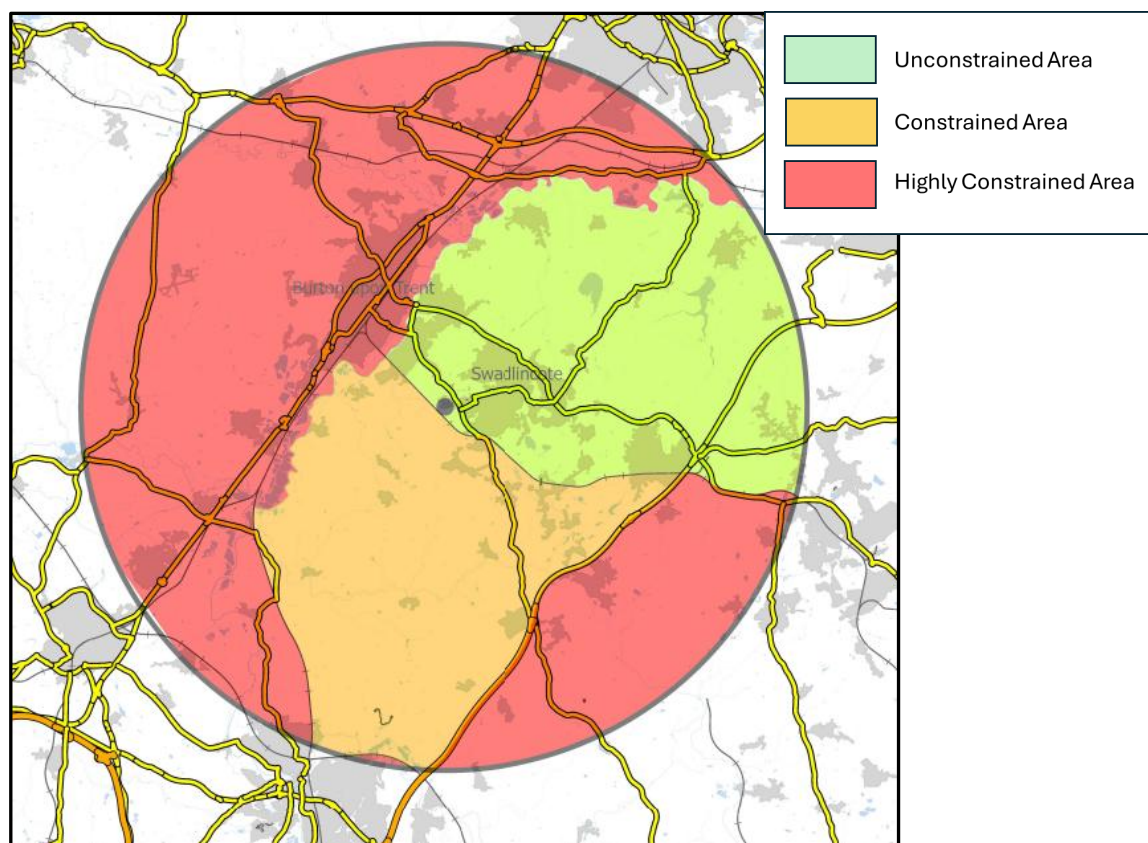 Unconstrained Area
Constrained Area
Highly Constrained Area
Burton upon Trent
Swadlincote